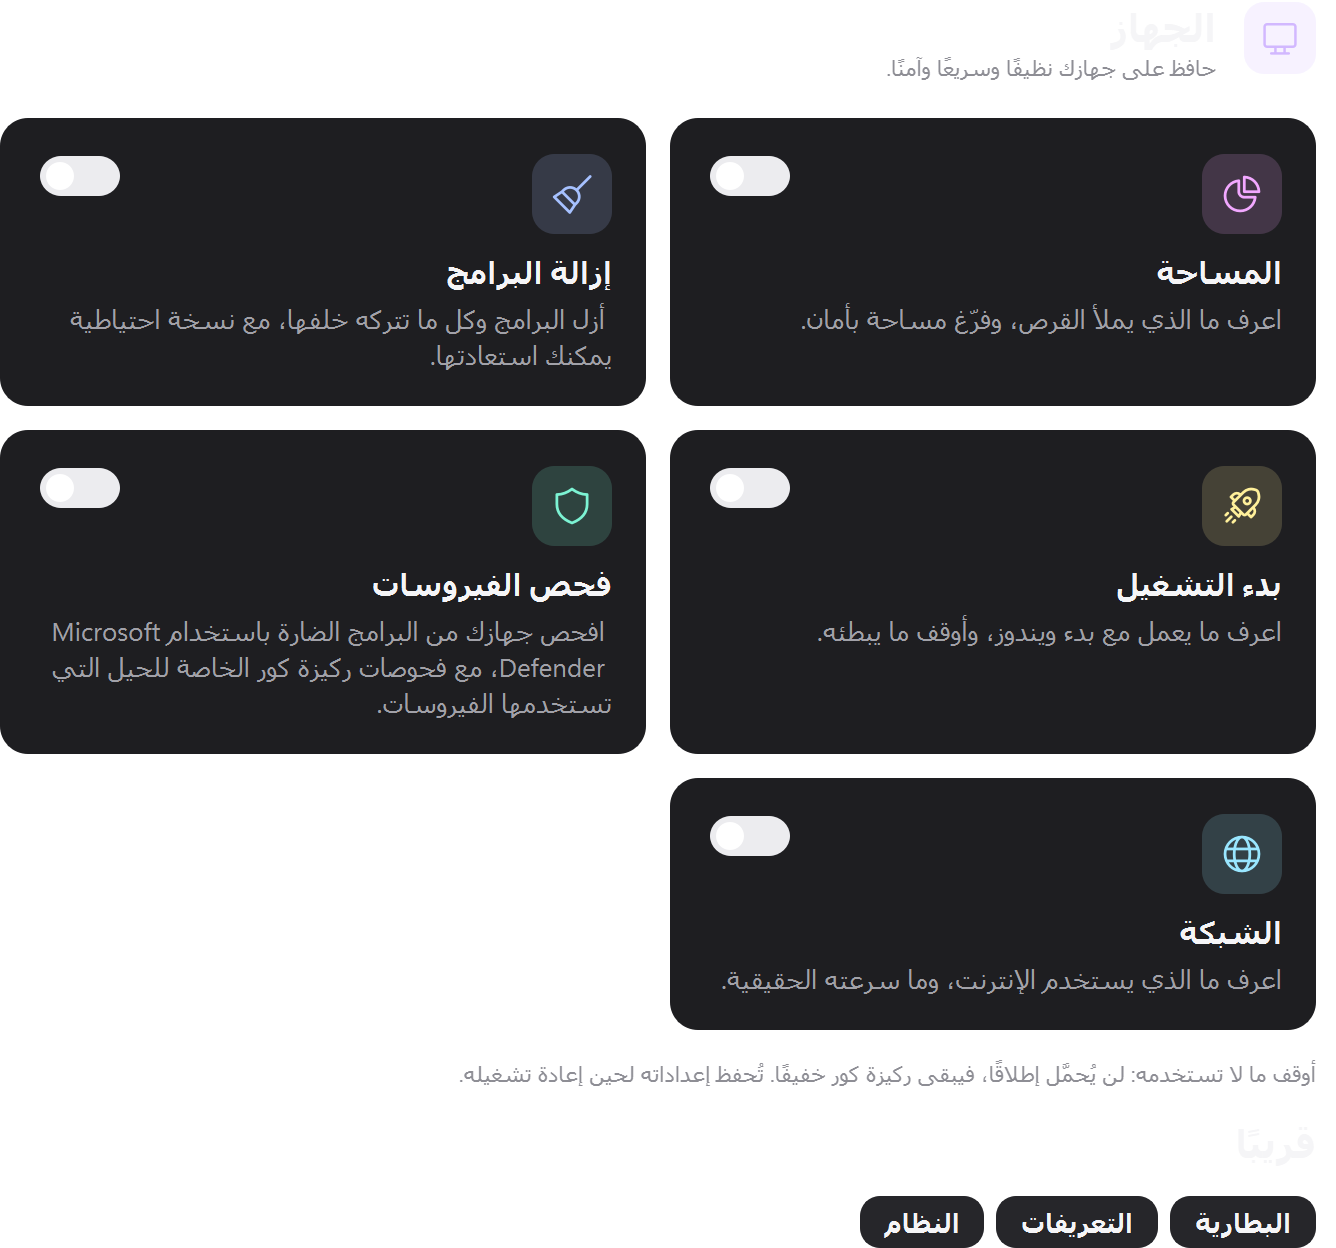 الجهاز
حافظ على جهازك نظيفًا وسريعًا وآمنًا.
المساحة
اعرف ما الذي يملأ القرص، وفرّغ مساحة بأمان.
إزالة البرامج
أزل البرامج وكل ما تتركه خلفها، مع نسخة احتياطية
يمكنك استعادتها.
بدء التشغيل
اعرف ما يعمل مع بدء ويندوز، وأوقف ما يبطئه.
فحص الفيروسات
افحص جهازك من البرامج الضارة باستخدام Microsoft
Defender، مع فحوصات ركيزة كور الخاصة للحيل التي
تستخدمها الفيروسات.
الشبكة
اعرف ما الذي يستخدم الإنترنت، وما سرعته الحقيقية.
أوقف ما لا تستخدمه: لن يُحمَّل إطلاقًا، فيبقى ركيزة كور خفيفًا. تُحفظ إعداداته لحين إعادة تشغيله.
قريبًا
البطارية
التعريفات
النظام